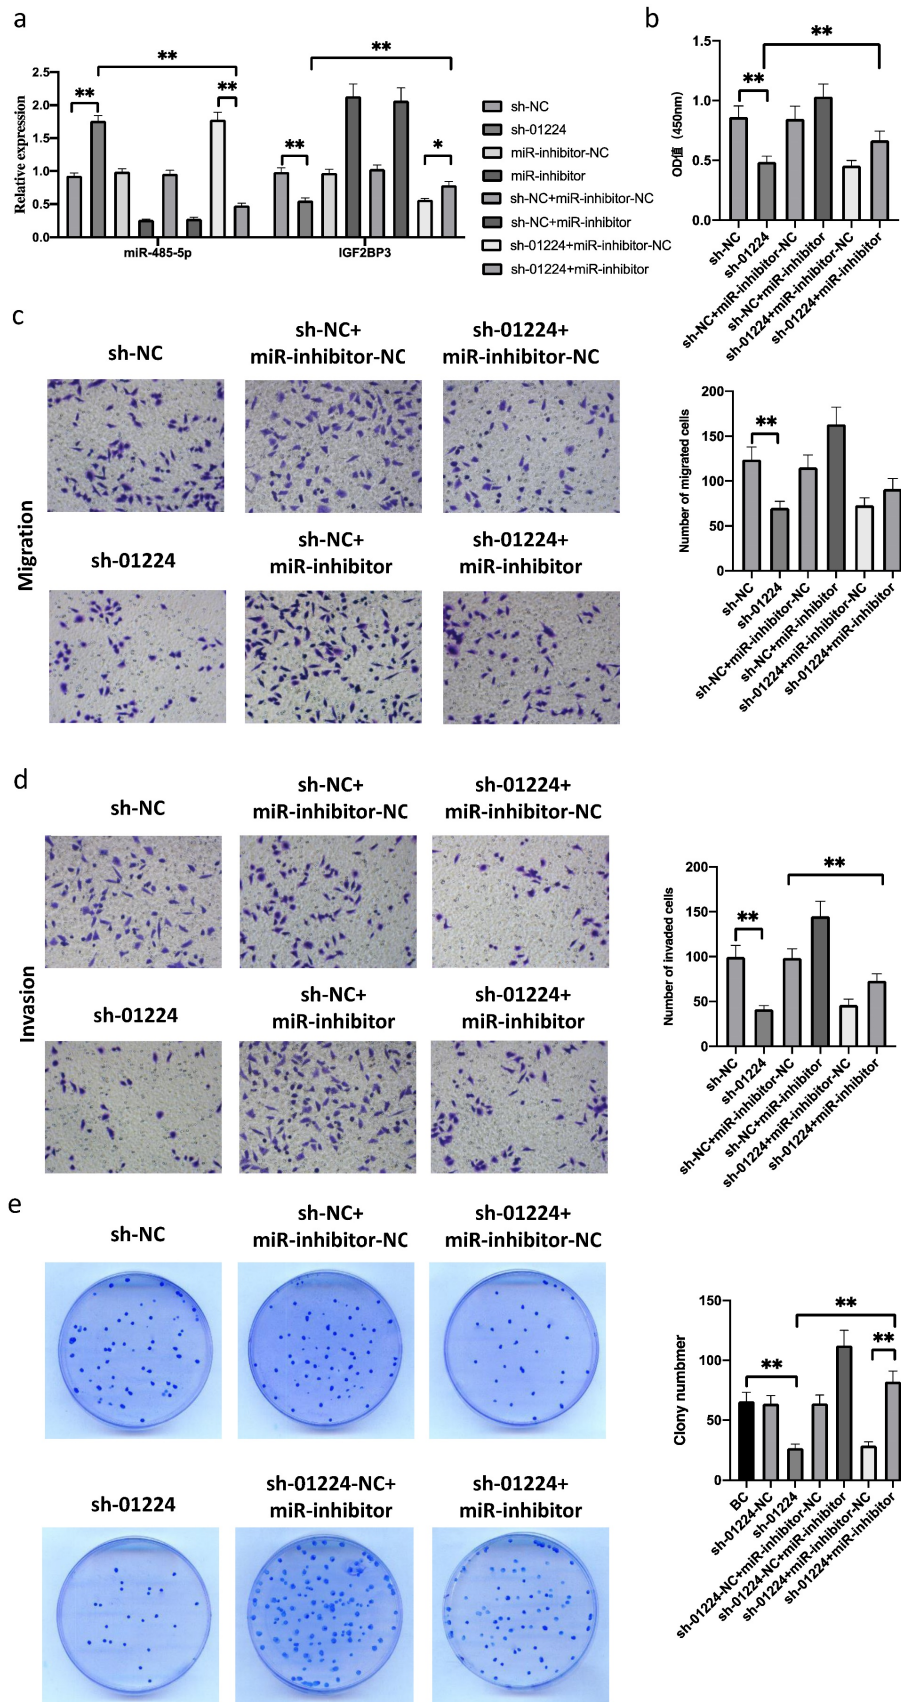 a
**
**
**
**
**
*
Relative expression
2.5
2.0
1.5
1.0
0.5
0.0
miR-485-5p
IGF2BP3
sh-NC
sh-01224
miR-inhibitor-NC
miR-inhibitor
sh-NC+miR-inhibitor-NC
sh-NC+miR-inhibitor
sh-01224+miR-inhibitor-NC
sh-01224+miR-inhibitor
b
**
**
OD值（450nm）
1.5
1.0
0.5
0.0
sh-NC
sh-01224
sh-NC+miR-inhibitor-NC
sh-NC+miR-inhibitor
sh-01224+miR-inhibitor-NC
sh-01224+miR-inhibitor
c
Migration
sh-NC
sh-NC+
miR-inhibitor-NC
sh-01224+
miR-inhibitor-NC
sh-01224
sh-NC+
miR-inhibitor
sh-01224+
miR-inhibitor
Number of migrated cells
200
150
100
50
0
**
sh-NC
sh-01224
sh-NC+miR-inhibitor-NC
sh-NC+miR-inhibitor
sh-01224+miR-inhibitor-NC
sh-01224+miR-inhibitor
d
Invasion
sh-NC
sh-NC+
miR-inhibitor-NC
sh-01224+
miR-inhibitor-NC
sh-01224
sh-NC+
miR-inhibitor
sh-01224+
miR-inhibitor
Number of invaded cells
200
150
100
50
0
**
**
sh-NC
sh-01224
sh-NC+miR-inhibitor-NC
sh-NC+miR-inhibitor
sh-01224+miR-inhibitor-NC
sh-01224+miR-inhibitor
e
sh-NC
sh-NC+
miR-inhibitor-NC
sh-01224+
miR-inhibitor-NC
sh-01224
sh-01224-NC+
miR-inhibitor
sh-01224+
miR-inhibitor
Clony numbmer
150
100
50
0
**
**
**
BC
sh-01224-NC
sh-01224
sh-01224-NC+miR-inhibitor-NC
sh-01224-NC+miR-inhibitor
sh-01224+miR-inhibitor-NC
sh-01224+miR-inhibitor